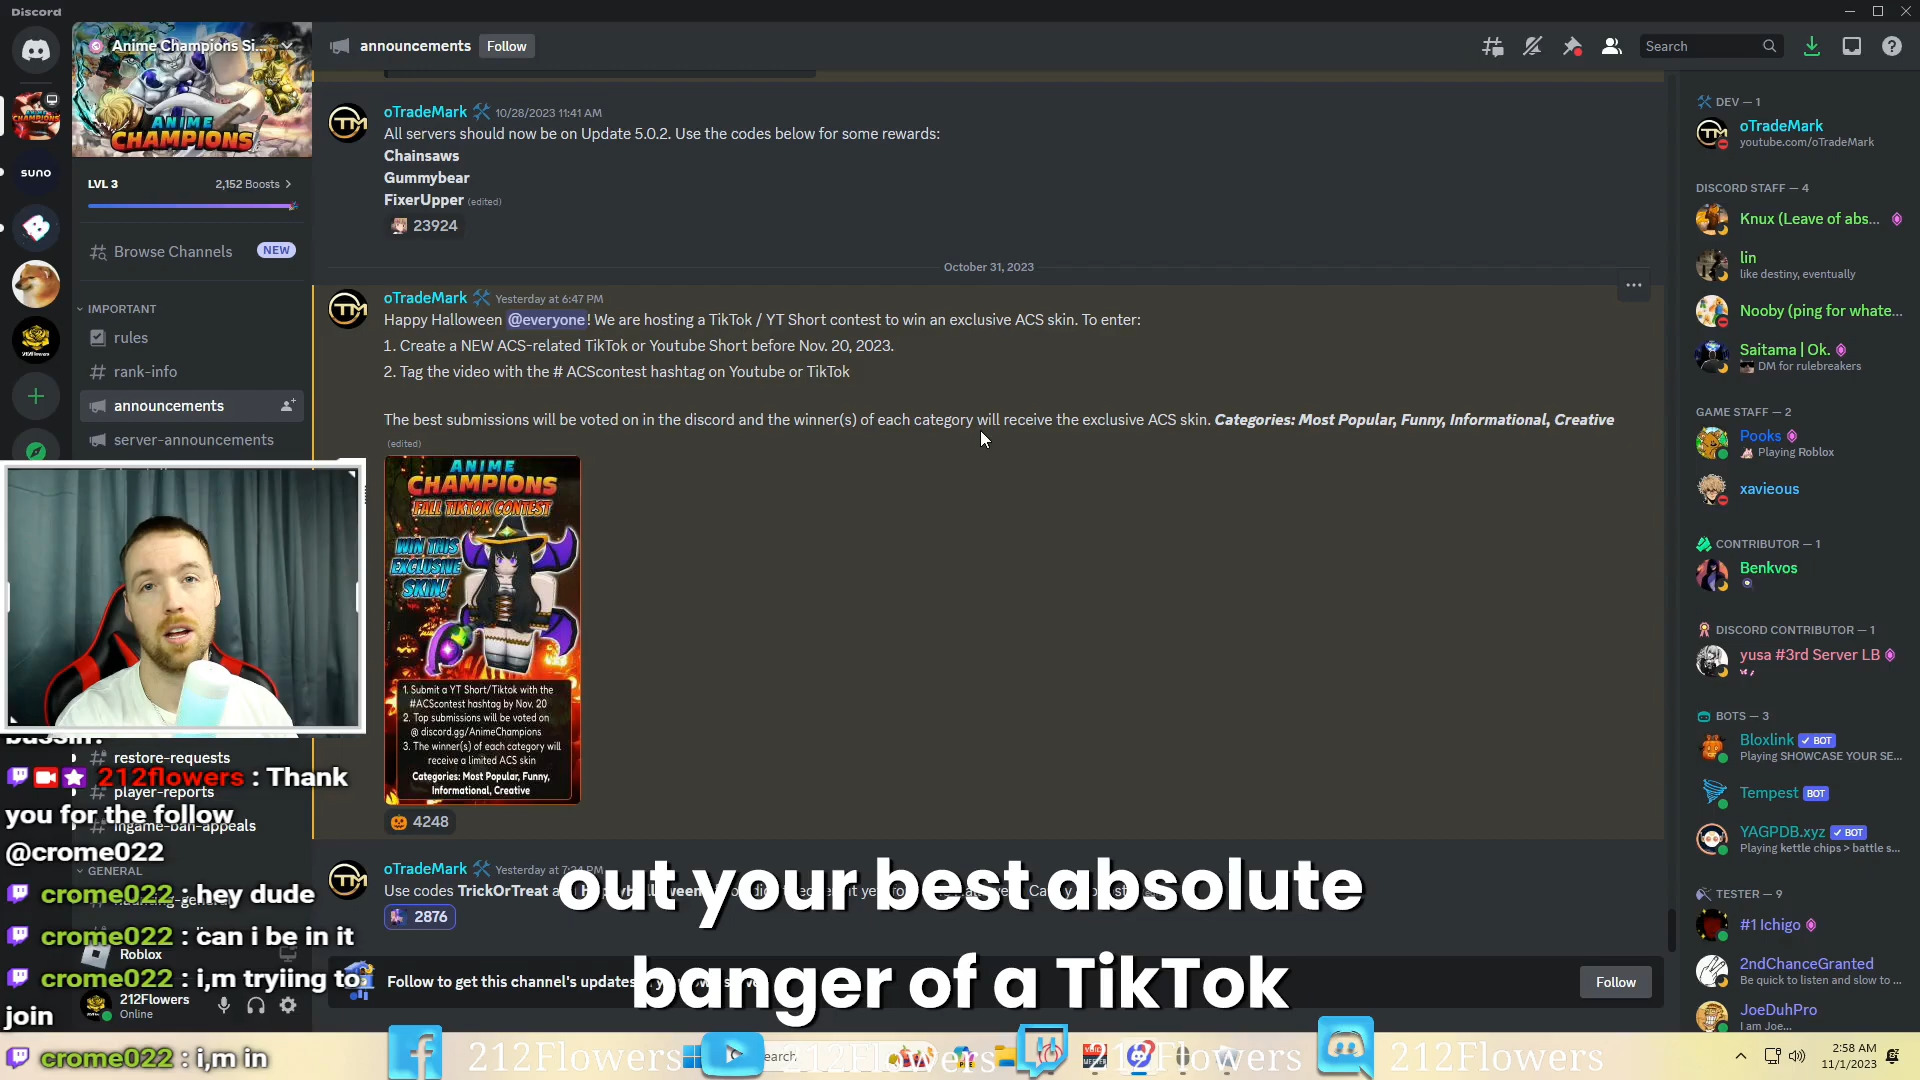 Discord
Anime Champions Si...
announcements
Follow
Search
ANIME
CHAMPIONS
LVL 3
2,152 Boosts
Browse Channels
NEW
IMPORTANT
rules
rank-info
announcements
server-announcements
suno
oTradeMark 10/28/2023 11:41 AM
All servers should now be on Update 5.0.2. Use the codes below for some rewards:
Chainsaws
Gummybear
FixerUpper (edited)
23924
October 31, 2023
oTradeMark Yesterday at 6:47 PM
Happy Halloween @everyone! We are hosting a TikTok / YT Short contest to win an exclusive ACS skin. To enter:
1. Create a NEW ACS-related TikTok or Youtube Short before Nov. 20, 2023.
2. Tag the video with the # ACScontest hashtag on Youtube or TikTok
The best submissions will be voted on in the discord and the winner(s) of each category will receive the exclusive ACS skin. Categories: Most Popular, Funny, Informational, Creative
(edited)
ANIME
CHAMPIONS
FALL TIKTOK CONTEST
WIN THIS
EXCLUSIVE
SKIN!
1. Submit a YT Short/Tiktok with the
#ACScontest hashtag by Nov. 20
2. Top submissions will be voted on
@ discord.gg/AnimeChampions
3. The winner(s) of each category will
receive a limited ACS skin
Categories: Most Popular, Funny,
Informational, Creative
4248
oTradeMark Yesterday at
Use codes TrickOrTreat
2876
Follow to get this channel's updates
Follow
out your best absolute
banger of a TikTok
restore-requests
player-reports
ingame-ban-appeals
GENERAL
212flowers : Thank
you for the follow
@crome022
crome022 : hey dude
crome022 : can i be in it
crome022 : i,m tryiing to
join
crome022 : i,m in
Roblox
212Flowers
Online
DEV — 1
oTradeMark
youtube.com/oTradeMark
DISCORD STAFF — 4
Knux (Leave of abs...
lin
like destiny, eventually
Nooby (ping for whate...
Saitama | Ok.
DM for rulebreakers
GAME STAFF — 2
Pooks
Playing Roblox
xavieous
CONTRIBUTOR — 1
Benkvos
DISCORD CONTRIBUTOR — 1
yusa #3rd Server LB
BOTS — 3
Bloxlink BOT
Playing SHOWCASE YOUR SE...
Tempest BOT
YAGPDB.xyz BOT
Playing kettle chips > battle s...
TESTER — 9
#1 Ichigo
2ndChanceGranted
Be quick to listen and slow to ...
JoeDuhPro
I am Joe...
212Flowers
212Flowers
212Flowers
212Flowers
2:58 AM
11/1/2023